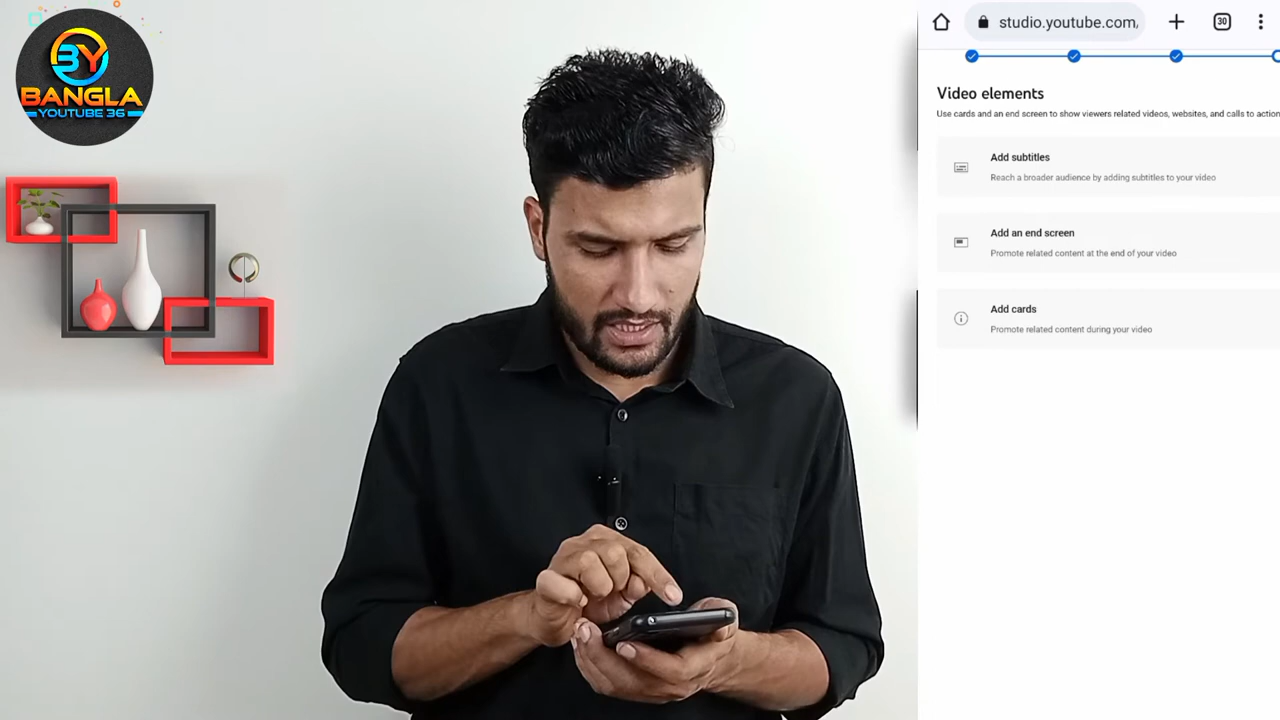 BY
BANGLA
YOUTUBE 36
studio.youtube.com,
30
Video elements
Use cards and an end screen to show viewers related videos, websites, and calls to action
Add subtitles
Reach a broader audience by adding subtitles to your video
Add an end screen
Promote related content at the end of your video
Add cards
Promote related content during your video